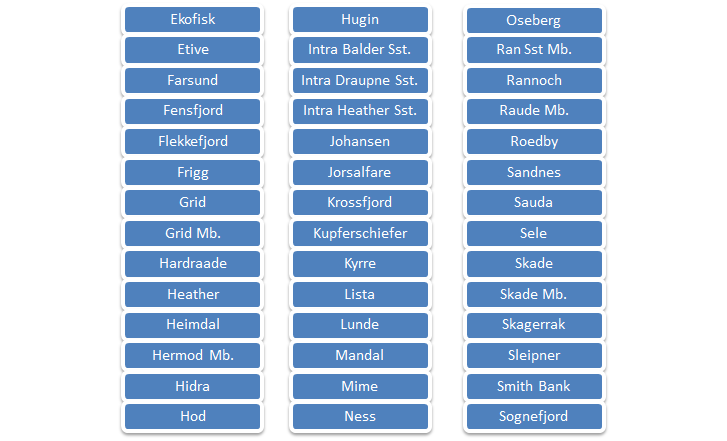 Ekofisk
Etive
Farsund
Fensfjord
Flekkefjord
Frigg
Grid
Grid Mb.
Hardraade
Heather
Heimdal
Hermod Mb.
Hidra
Hod
Hugin
Intra Balder Sst.
Intra Draupne Sst.
Intra Heather Sst.
Johansen
Jorsalfare
Krossfjord
Kupferschiefer
Kyrre
Lista
Lunde
Mandal
Mime
Ness
Oseberg
Ran Sst Mb.
Rannoch
Raude Mb.
Roedby
Sandnes
Sauda
Sele
Skade
Skade Mb.
Skagerrak
Sleipner
Smith Bank
Sognefjord